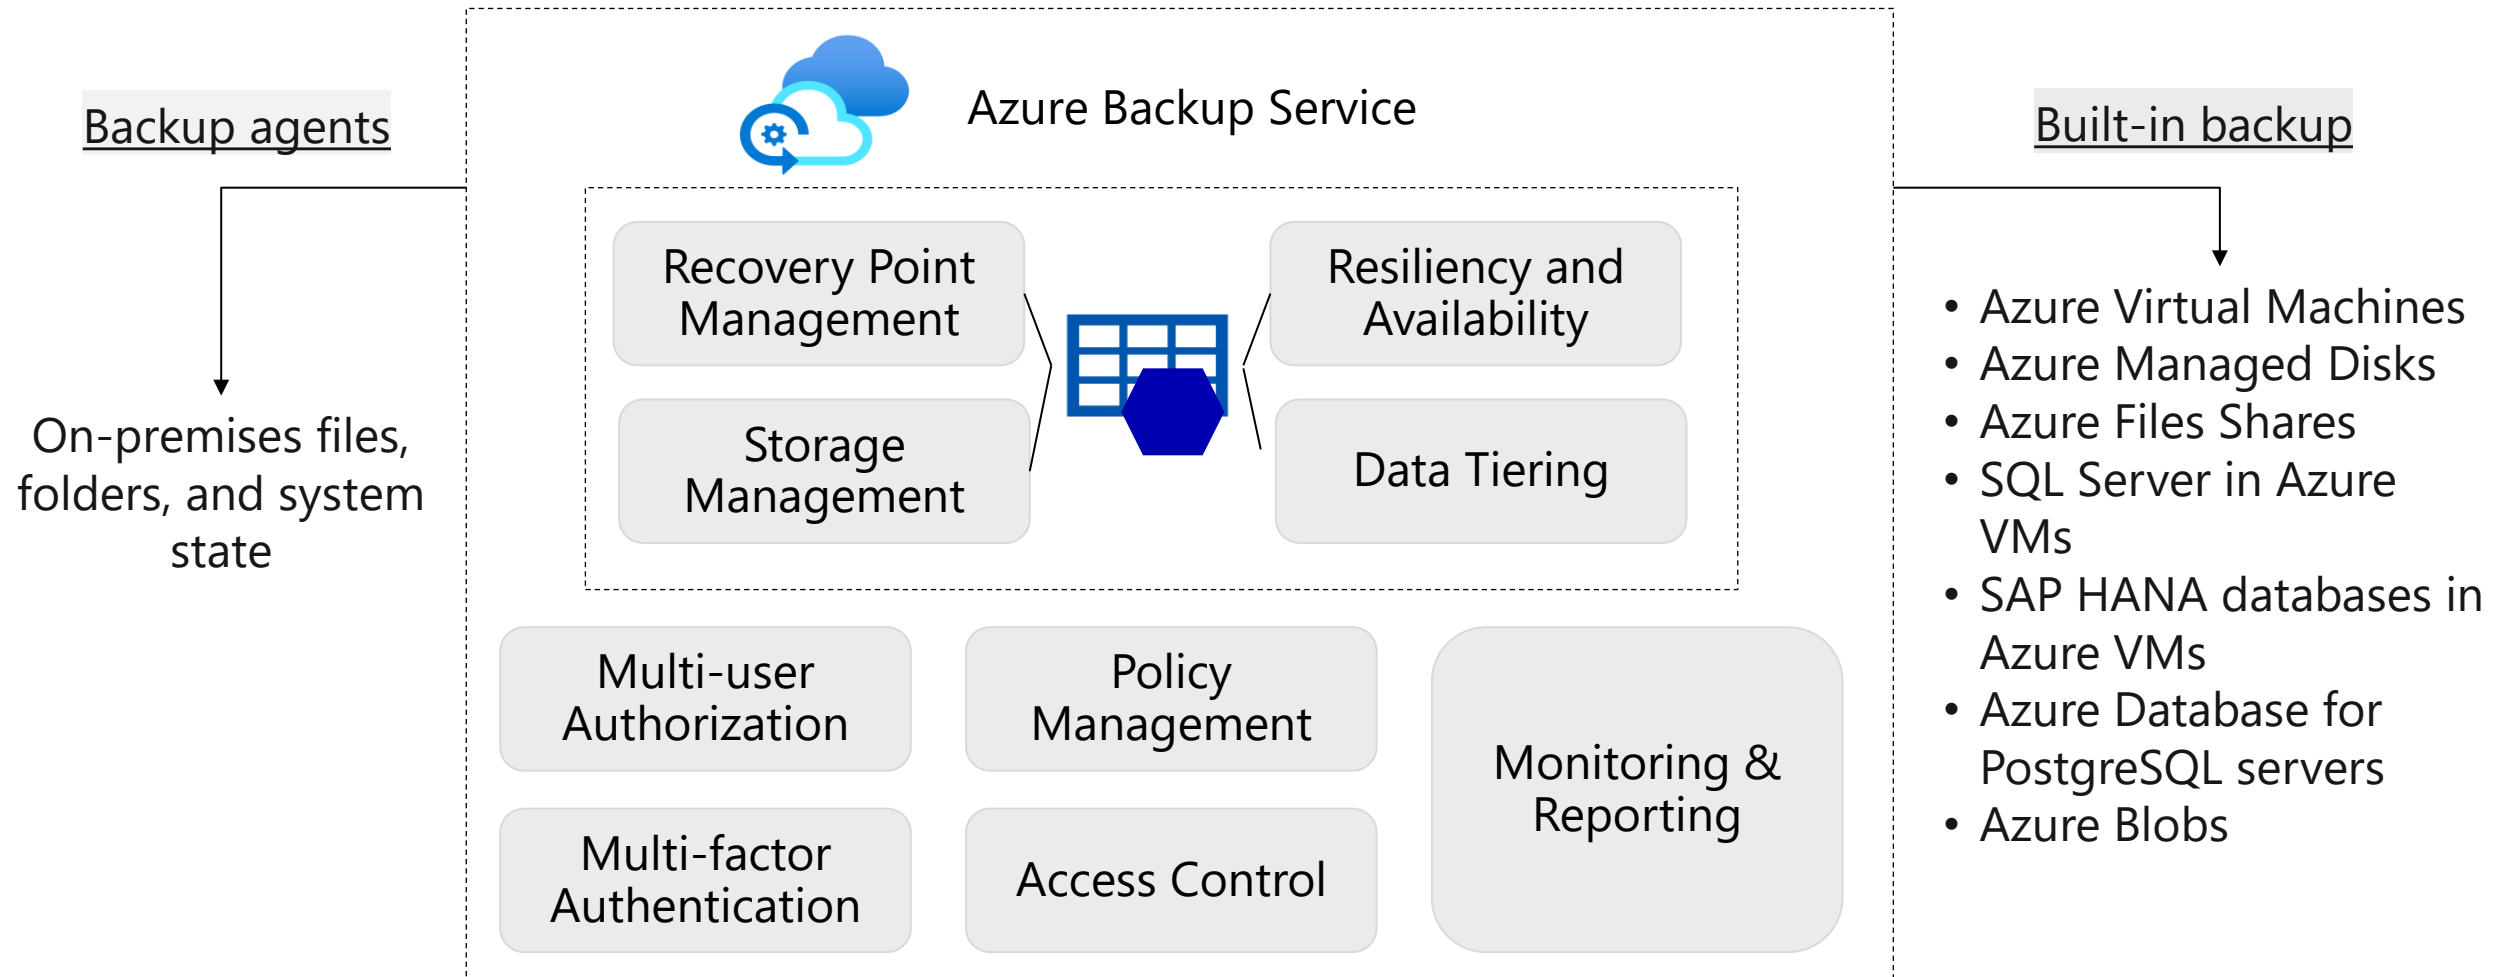 Backup agents
On-premises files,
folders, and system
state
Azure Backup Service
Recovery Point
Management
Resiliency and
Availability
Storage
Management
Data Tiering
Multi-user
Authorization
Policy
Management
Monitoring &
Reporting
Multi-factor
Authentication
Access Control
Built-in backup
• Azure Virtual Machines
• Azure Managed Disks
• Azure Files Shares
• SQL Server in Azure
VMs
• SAP HANA databases in
Azure VMs
• Azure Database for
PostgreSQL servers
• Azure Blobs